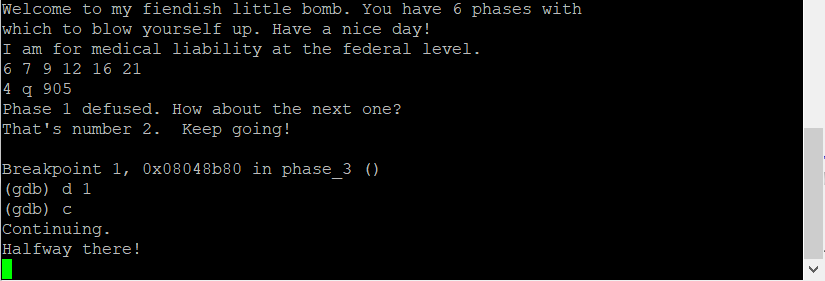 Welcome to my fiendish little bomb. You have 6 phases with
which to blow yourself up. Have a nice day!
I am for medical liability at the federal level.
6 7 9 12 16 21
4 q 905
Phase 1 defused. How about the next one?
That's number 2.  Keep going!
Breakpoint 1, 0x08048b80 in phase_3 ()
(gdb) d 1
(gdb) c
Continuing.
Halfway there!